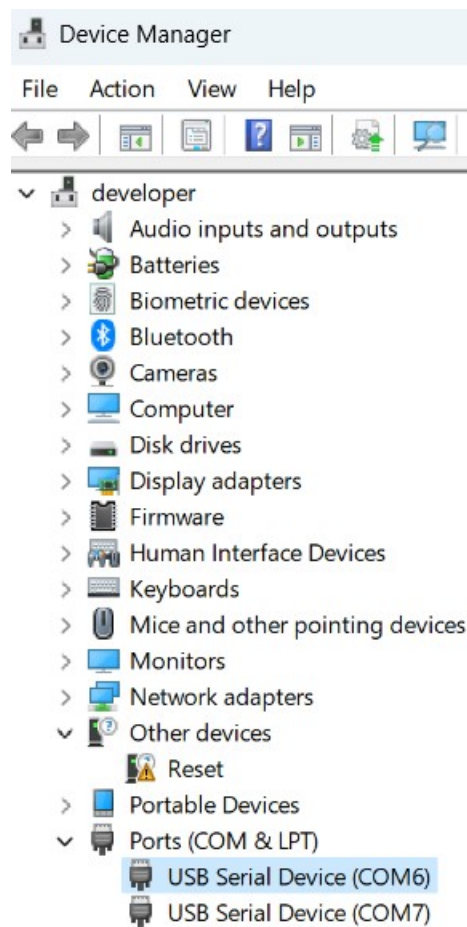 Device Manager
File Action View Help
developer
Audio inputs and outputs
Batteries
Biometric devices
Bluetooth
Cameras
Computer
Disk drives
Display adapters
Firmware
Human Interface Devices
Keyboards
Mice and other pointing devices
Monitors
Network adapters
Other devices
Reset
Portable Devices
Ports (COM & LPT)
USB Serial Device (COM6)
USB Serial Device (COM7)